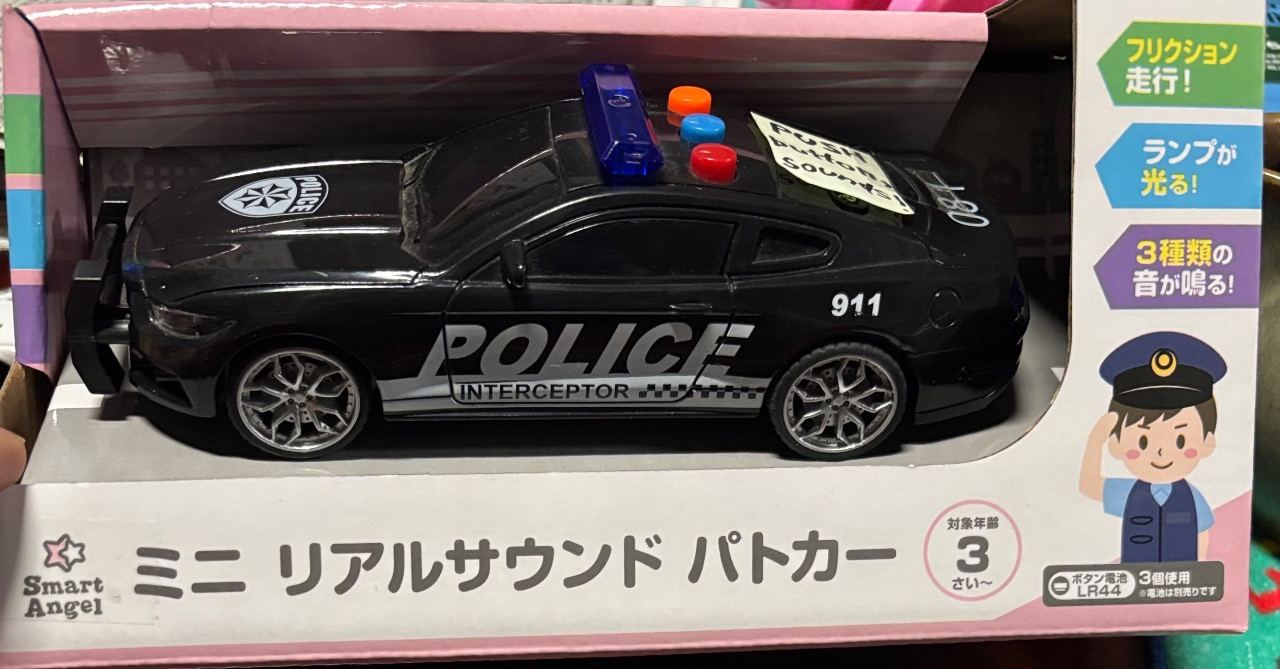 フリクション
走行!
ランプが
光る!
3種類の
音が鳴る!
PUSH
buttons
sounds!
POLICE
911
POLICE
INTERCEPTOR
Smart
Angel
ミニ リアルサウンド パトカー
対象年齢
3
さい～
ボタン電池
LR44
3個使用
※電池は別売りです